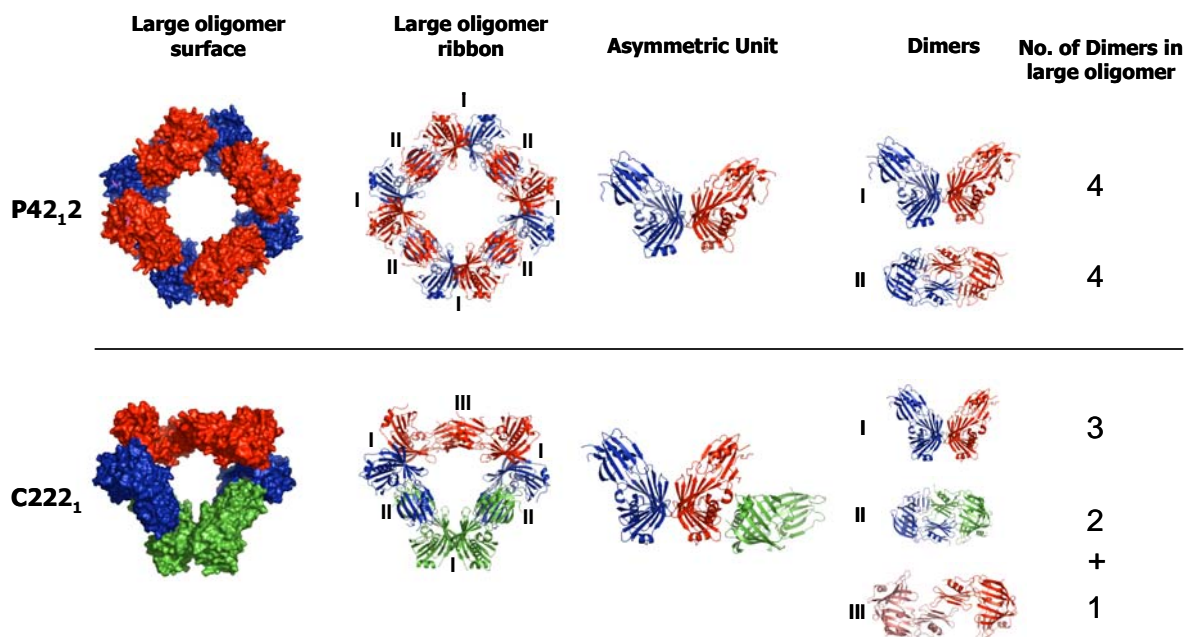 Large oligomer
surface
Large oligomer
ribbon
Asymmetric Unit
Dimers
No. of Dimers in
large oligomer
P42₁2
I
II
II
I
I
II
II
I
I
4
II
4
C222₁
III
I
I
II
II
I
I
3
II
2
+
III
1